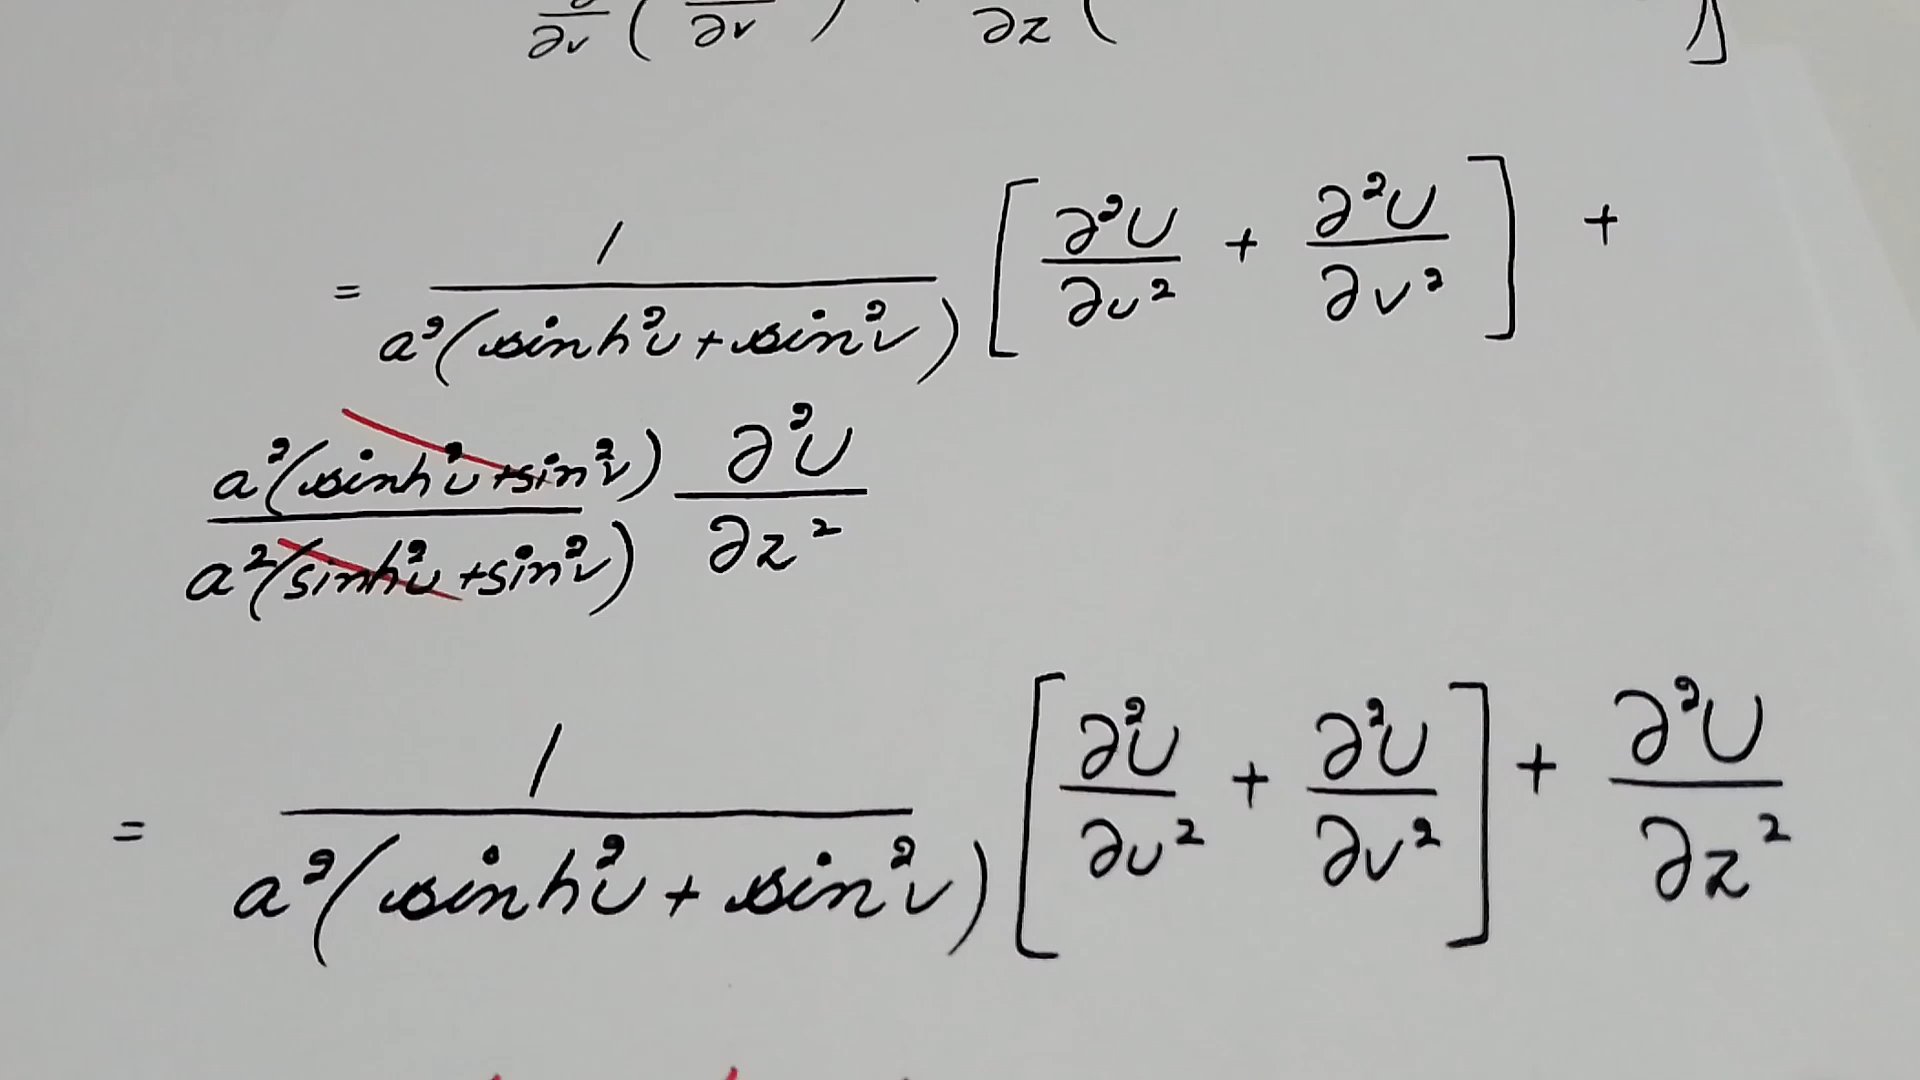 ∂v ( ∂v ) ∂z ( )]
= 1/(a²(sinh²u + sin²v)) [∂²U/∂u² + ∂²U/∂v²] +
a²(sinh²u + sin²v)/(a²(sinh²u + sin²v)) ∂²U/∂z²
= 1/(a²(sinh²u + sin²v)) [∂²U/∂u² + ∂²U/∂v²] + ∂²U/∂z²